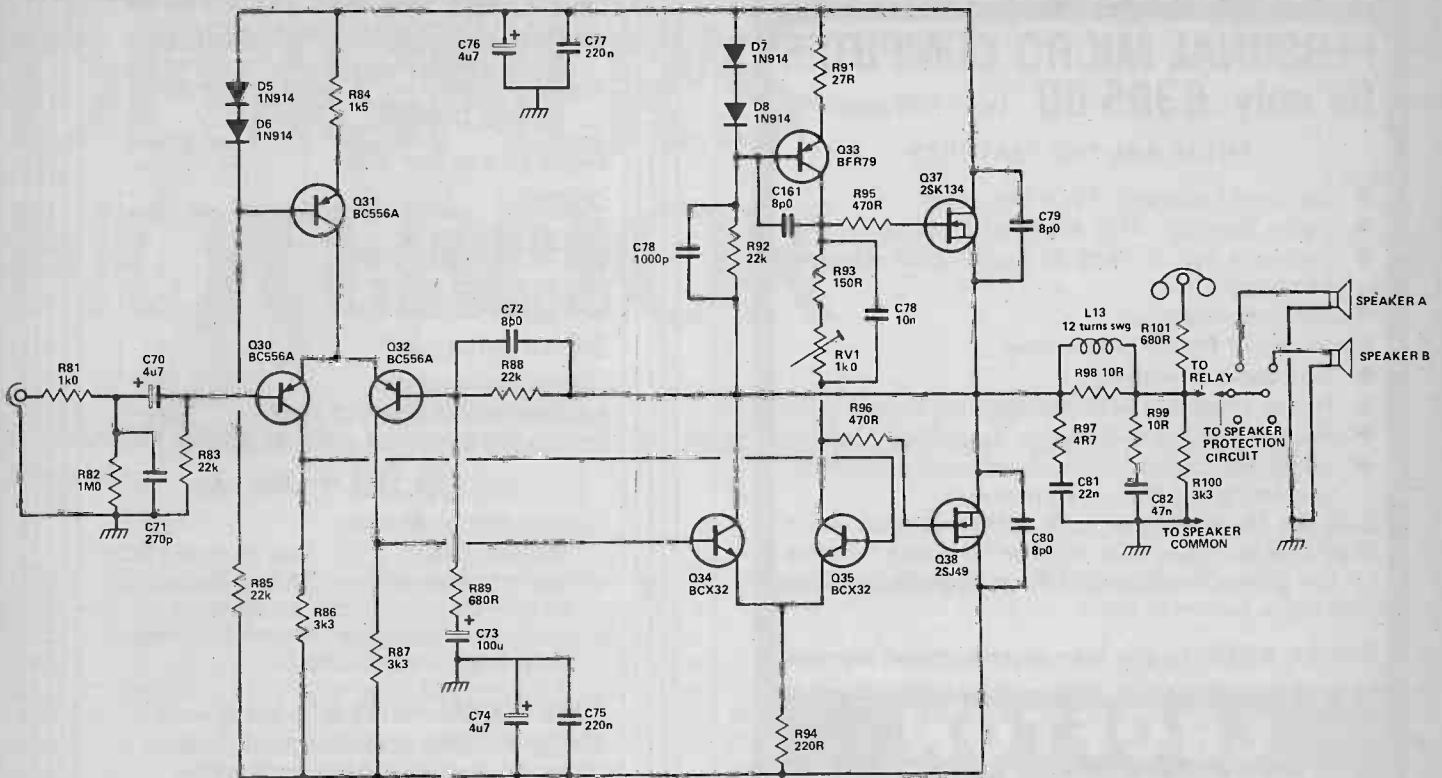 C76
4u7
+
C77
220n
D5
1N914
D6
1N914
R84
1k5
Q31
BC556A
D7
1N914
D8
1N914
R91
27R
Q33
BFR79
C161
8p0
R95
470R
Q37
2SK134
C79
8p0
C78
1000p
R92
22k
R93
150R
C78
10n
RV1
1k0
C72
8p0
R88
22k
Q30
BC556A
Q32
BC556A
R81
1k0
C70
4u7
+
R82
1M0
R83
22k
C71
270p
L13
12 turns swg
R98 10R
R101
680R
SPEAKER A
SPEAKER B
TO
RELAY
R97
4R7
R99
10R
TO SPEAKER
PROTECTION
CIRCUIT
R100
3k3
C81
22n
C82
47n
TO SPEAKER
COMMON
R96
470R
Q34
BCX32
Q35
BCX32
Q38
2SJ49
C80
8p0
R85
22k
R86
3k3
R87
3k3
R89
680R
+
C73
100u
C74
4u7
+
C75
220n
R94
220R